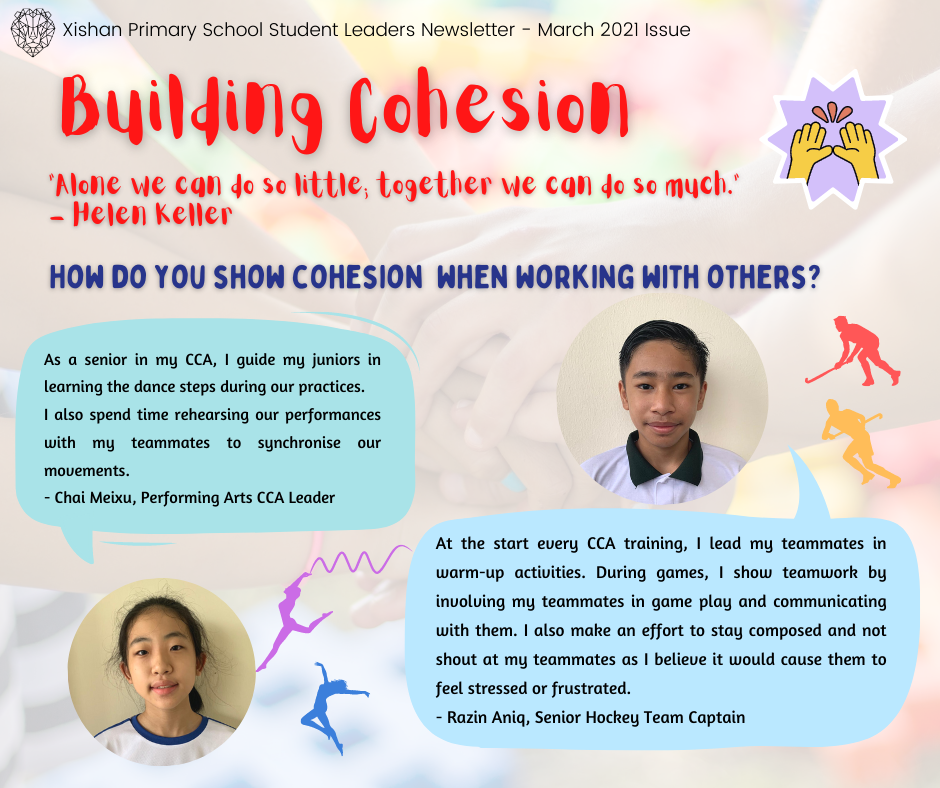 Xishan Primary School Student Leaders Newsletter - March 2021 Issue
Building Cohesion
"Alone we can do so little; together we can do so much."
- Helen Keller
HOW DO YOU SHOW COHESION WHEN WORKING WITH OTHERS?
As a senior in my CCA, I guide my juniors in
learning the dance steps during our practices.
I also spend time rehearsing our performances
with my teammates to synchronise our
movements.
- Chai Meixu, Performing Arts CCA Leader
At the start every CCA training, I lead my teammates in
warm-up activities. During games, I show teamwork by
involving my teammates in game play and communicating
with them. I also make an effort to stay composed and not
shout at my teammates as I believe it would cause them to
feel stressed or frustrated.
- Razin Aniq, Senior Hockey Team Captain